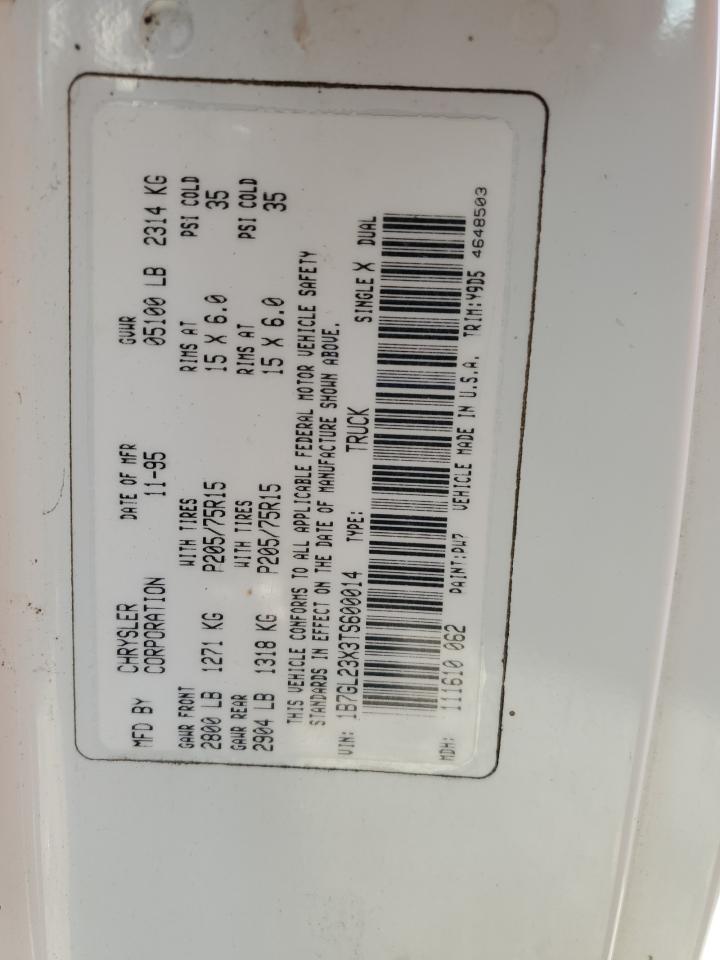 MFD BY CHRYSLER CORPORATION DATE OF MFR 11-95 GVWR 05100 LB 2314 KG
GAWR FRONT WITH TIRES RIMS AT PSI COLD
2800 LB 1271 KG P205/75R15 15 X 6.0 35
GAWR REAR WITH TIRES RIMS AT PSI COLD
2904 LB 1318 KG P205/75R15 15 X 6.0 35
THIS VEHICLE CONFORMS TO ALL APPLICABLE FEDERAL MOTOR VEHICLE SAFETY
STANDARDS IN EFFECT ON THE DATE OF MANUFACTURE SHOWN ABOVE.
VIN: 1B7GL23X3TS600014 TYPE: TRUCK SINGLE X DUAL
MDH: 111610 062 PAINT:PW7 VEHICLE MADE IN U.S.A. TRIM:Y9D5
4648503